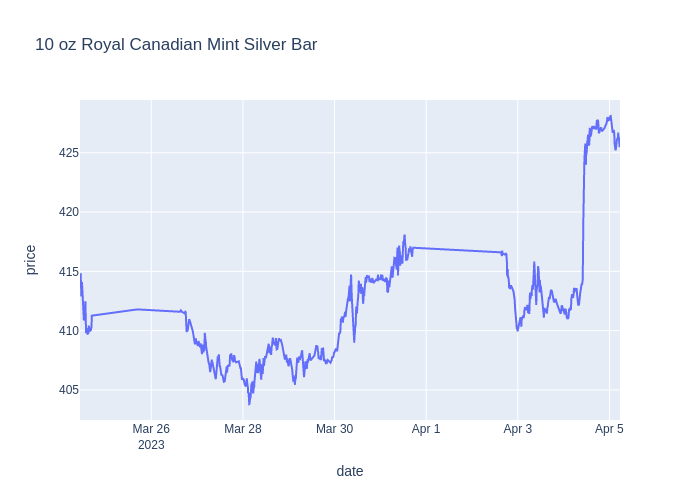 10 oz Royal Canadian Mint Silver Bar
price
425
420
415
410
405
Mar 26
2023
Mar 28
Mar 30
Apr 1
Apr 3
Apr 5
date